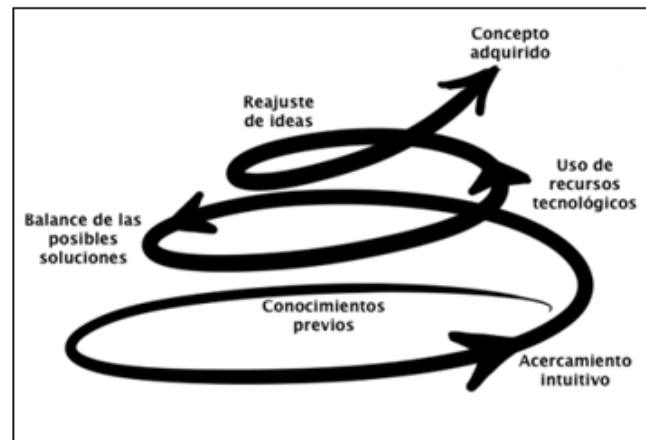 Concepto
adquirido
Reajuste
de ideas
Uso de
recursos
tecnológicos
Balance de las
posibles
soluciones
Conocimientos
previos
Acercamiento
intuitivo